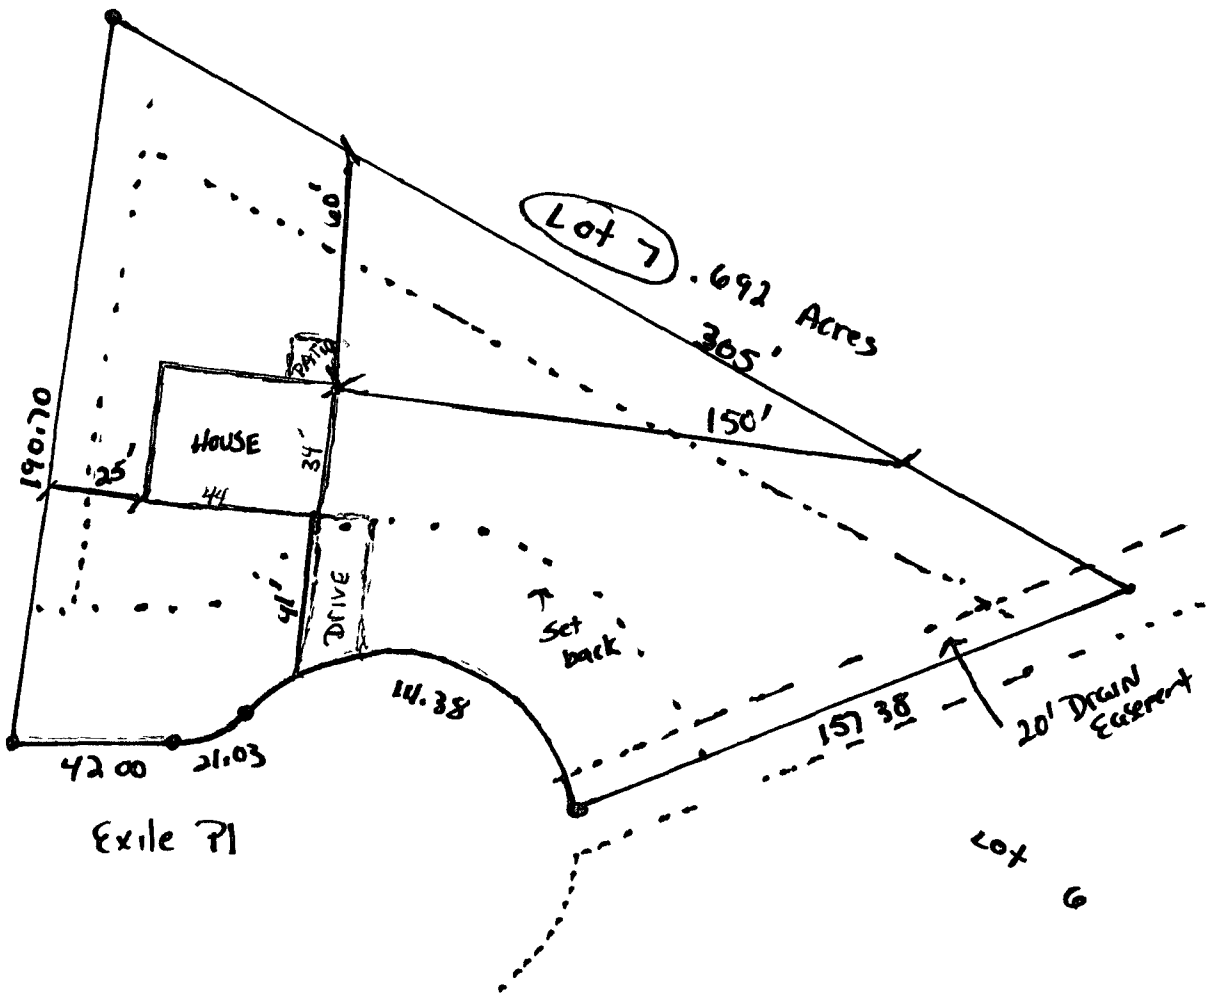 60'
Lot 7
.692 Acres
305'
PATIO
150'
190.70
HOUSE
34'
25'
44
41'
DRIVE
Set
back
14.38
157 38
20' Drain
Easement
42 00
21.03
Exile Pl
Lot
6